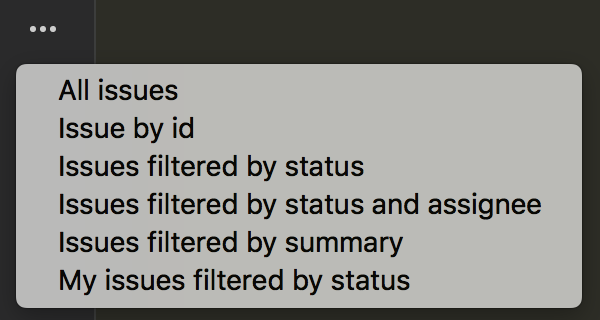 All issues
Issue by id
Issues filtered by status
Issues filtered by status and assignee
Issues filtered by summary
My issues filtered by status